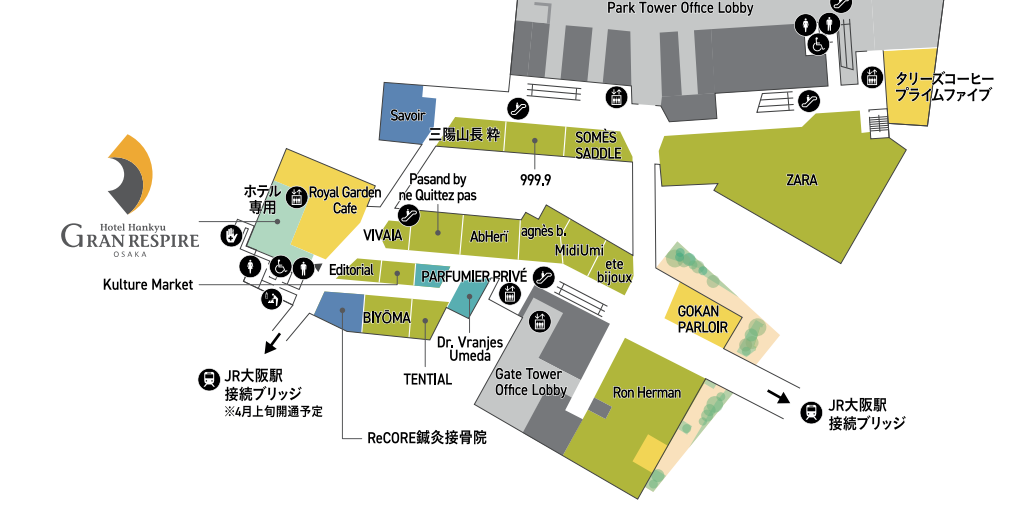 Park Tower Office Lobby
タリーズコーヒー
プライムファイブ
Savoir
三陽山長 粋
SOMÈS
SADDLE
999.9
ZARA
ホテル
専用
Royal Garden
Cafe
Pasand by
ne Quittez pas
Hotel Hankyu
GRAN RESPIRE
OSAKA
VIVAIA
AbHerï
agnès b.
MidiUmi
ete
bijoux
Editorial
PARFUMIER PRIVÉ
Kulture Market
BIYŌMA
GOKAN
PARLOIR
Dr. Vranjes
Umeda
TENTIAL
Gate Tower
Office Lobby
Ron Herman
JR大阪駅
接続ブリッジ
※4月上旬開通予定
JR大阪駅
接続ブリッジ
ReCORE鍼灸接骨院